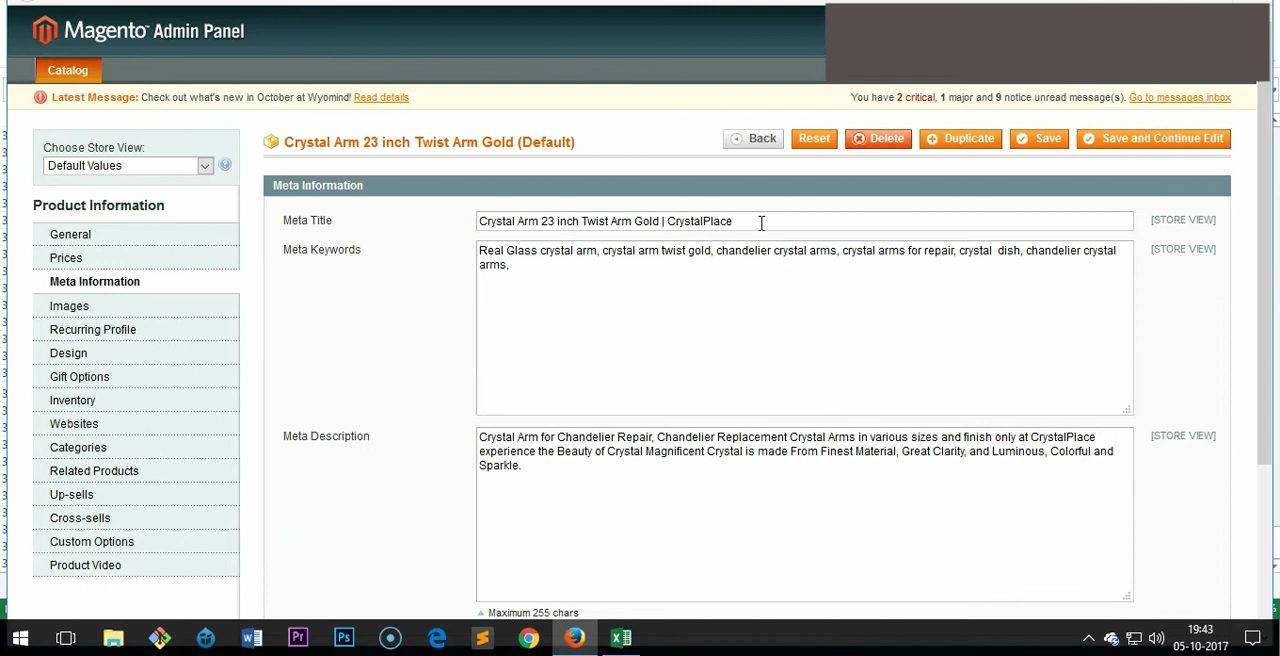 Magento™ Admin Panel
Catalog
Latest Message: Check out what's new in October at Wyomind! Read details
You have 2 critical, 1 major and 9 notice unread message(s). Go to messages inbox
Choose Store View:
Default Values
Product Information
General
Prices
Meta Information
Images
Recurring Profile
Design
Gift Options
Inventory
Websites
Categories
Related Products
Up-sells
Cross-sells
Custom Options
Product Video
Crystal Arm 23 inch Twist Arm Gold (Default)
Back Reset Delete Duplicate Save Save and Continue Edit
Meta Information
Meta Title
Crystal Arm 23 inch Twist Arm Gold | CrystalPlace
[STORE VIEW]
Meta Keywords
Real Glass crystal arm, crystal arm twist gold, chandelier crystal arms, crystal arms for repair, crystal dish, chandelier crystal
arms,
[STORE VIEW]
Meta Description
Crystal Arm for Chandelier Repair, Chandelier Replacement Crystal Arms in various sizes and finish only at CrystalPlace
experience the Beauty of Crystal Magnificent Crystal is made From Finest Material, Great Clarity, and Luminous, Colorful and
Sparkle.
[STORE VIEW]
Maximum 255 chars
19:43
05-10-2017